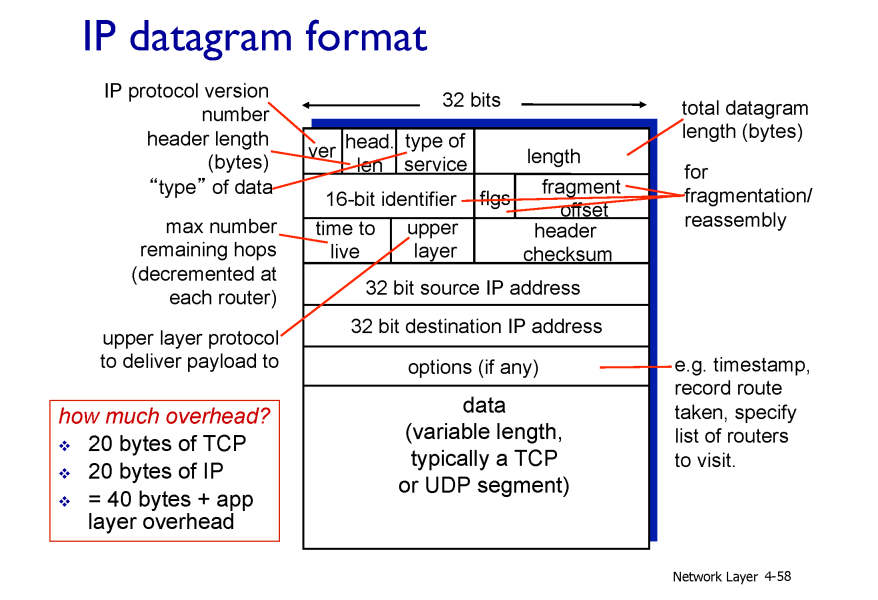 IP datagram format
IP protocol version
number
header length
(bytes)
“type” of data
max number
remaining hops
(decremented at
each router)
upper layer protocol
to deliver payload to
how much overhead?
20 bytes of TCP
20 bytes of IP
= 40 bytes + app
layer overhead
32 bits
ver
head.
len
type of
service
length
16-bit identifier
flgs
fragment
offset
time to
live
upper
layer
header
checksum
32 bit source IP address
32 bit destination IP address
options (if any)
data
(variable length,
typically a TCP
or UDP segment)
total datagram
length (bytes)
for
fragmentation/
reassembly
e.g. timestamp,
record route
taken, specify
list of routers
to visit.
Network Layer 4-58